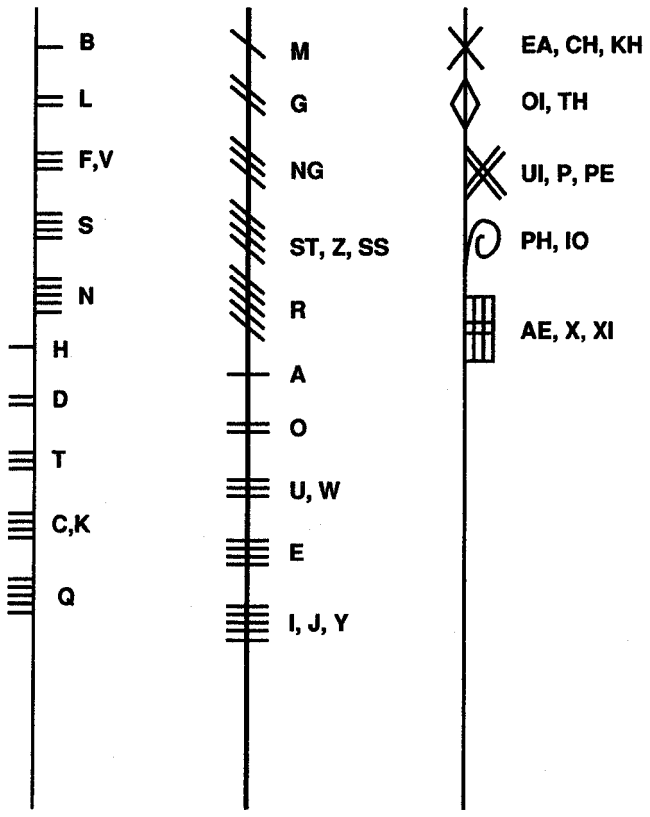 B
L
F,V
S
N
H
D
T
C,K
Q
M
G
NG
ST, Z, SS
R
A
O
U, W
E
I, J, Y
EA, CH, KH
OI, TH
UI, P, PE
PH, IO
AE, X, XI